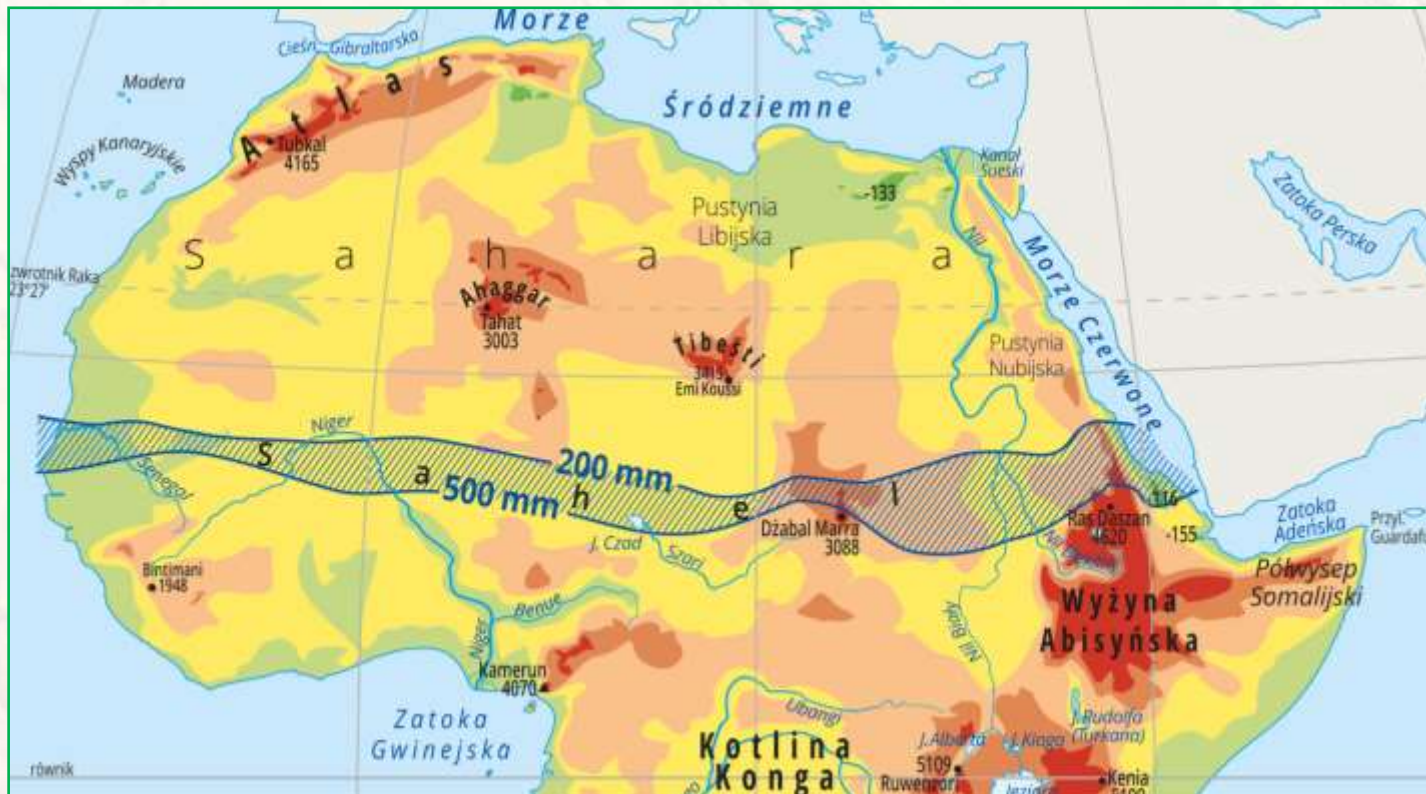 Morze
Cieśn. Gibraltarska
Madera
Atlas
Śródziemne
Tubkal
4165
Wyspy Kanaryjskie
Kanał
Sueski
-133
Pustynia
Libijska
Nil
Zatoka Perska
Sahara
zwrotnik Raka
23°27'
Ahaggar
Tahat
3003
Morze Czerwone
Tibesti
3415
Emi Koussi
Pustynia
Nubijska
Niger
Senegal
Sahel
200 mm
500 mm
Dżabal Marra
3088
J. Czad
Szari
-116
Ras Daszan
4620
-155
Zatoka
Adeńska
Przyl.
Guardafu
Bintimani
1948
Półwysep
Somalijski
Benue
Wyżyna
Abisyńska
Nil Biały
Niger
Kamerun
4070
Zatoka
Gwinejska
Ubangi
J. Rudolfa
(Turkana)
J. Alberta
J. Kioga
Kotlina
Konga
równik
5109
Ruwenzori
Kenia